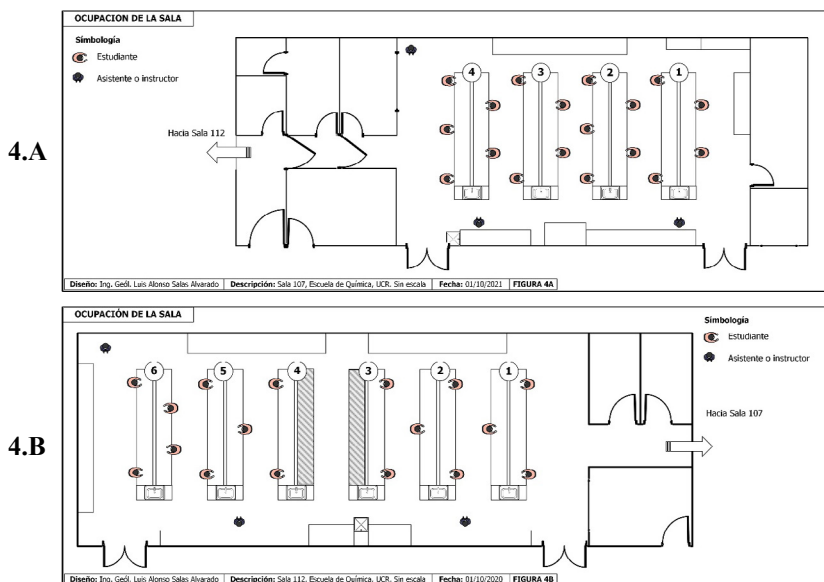 4.A
OCUPACION DE LA SALA
Simbología
Estudiante
Asistente o instructor
Hacia Sala 112
4
3
2
1
Diseño: Ing. Geól. Luis Alonso Salas Alvarado Descripción: Sala 107, Escuela de Química, UCR. Sin escala Fecha: 01/10/2021 FIGURA 4A
4.B
OCUPACIÓN DE LA SALA
Simbología
Estudiante
Asistente o instructor
Hacia Sala 107
6
5
4
3
2
1
Diseño: Ing. Geól. Luis Alonso Salas Alvarado Descripción: Sala 112, Escuela de Química, UCR. Sin escala Fecha: 01/10/2020 FIGURA 4B